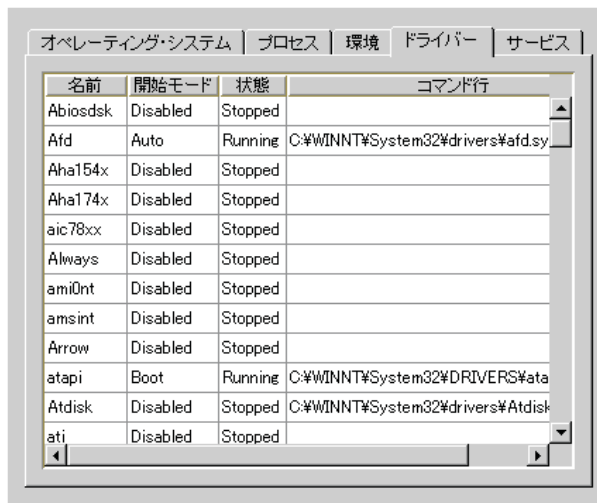 オペレーティング・システム プロセス 環境 ドライバー サービス
名前 開始モード 状態 コマンド行
Abiosdsk Disabled Stopped
Afd Auto Running C:¥WINNT¥System32¥drivers¥afd.sy
Aha154x Disabled Stopped
Aha174x Disabled Stopped
aic78xx Disabled Stopped
Always Disabled Stopped
ami0nt Disabled Stopped
amsint Disabled Stopped
Arrow Disabled Stopped
atapi Boot Running C:¥WINNT¥System32¥DRIVERS¥ata
Atdisk Disabled Stopped C:¥WINNT¥System32¥drivers¥Atdisk
ati Disabled Stopped